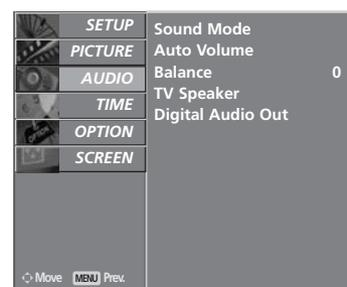 SETUP
PICTURE
AUDIO
TIME
OPTION
SCREEN
Move MENU Prev.
Sound Mode
Auto Volume
Balance 0
TV Speaker
Digital Audio Out